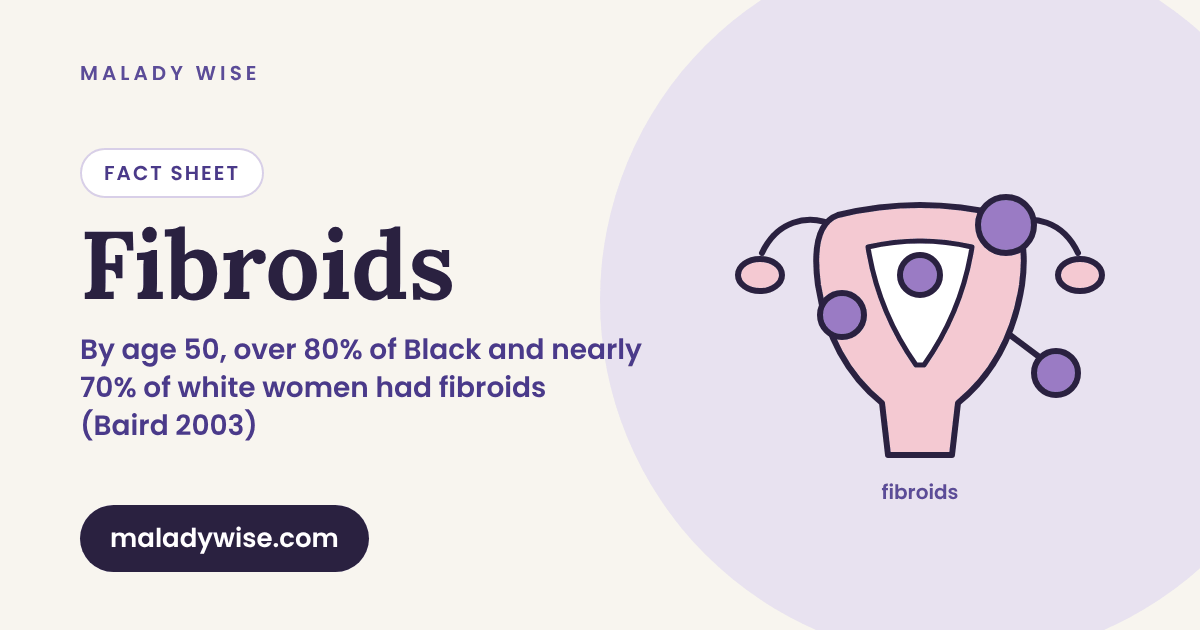 MALADY WISE
FACT SHEET
Fibroids
By age 50, over 80% of Black and nearly
70% of white women had fibroids
(Baird 2003)
maladywise.com
fibroids